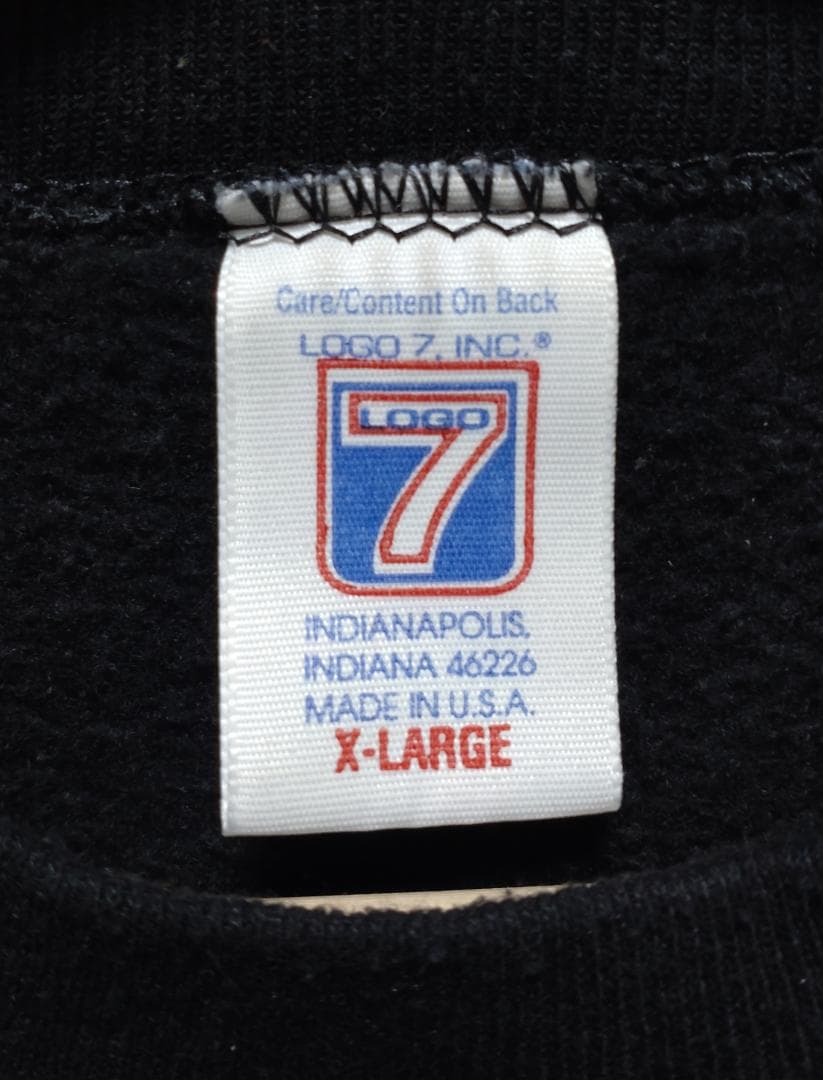 Care/Content On Back
LOGO 7, INC.®
LOGO
7
INDIANAPOLIS,
INDIANA 46226
MADE IN U.S.A.
X-LARGE